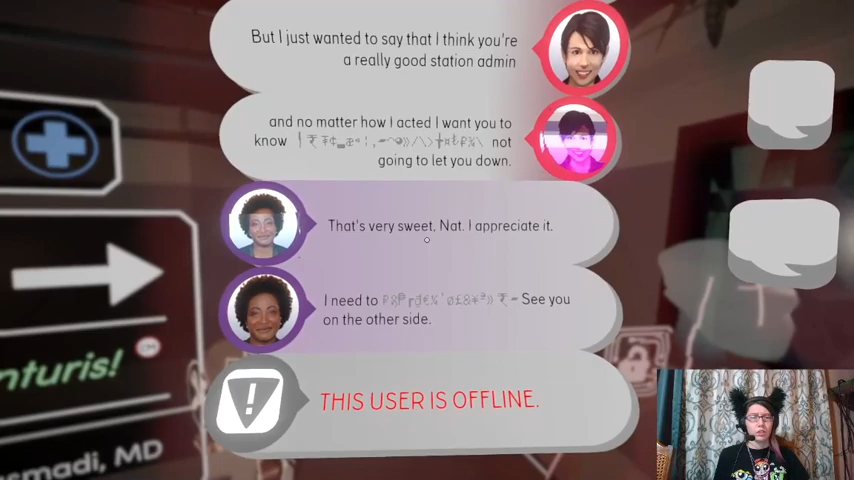 But I just wanted to say that I think you're
a really good station admin
and no matter how I acted I want you to
know not
going to let you down.
That's very sweet, Nat. I appreciate it.
I need to - See you
on the other side.
THIS USER IS OFFLINE.
nturis!
smadi, MD